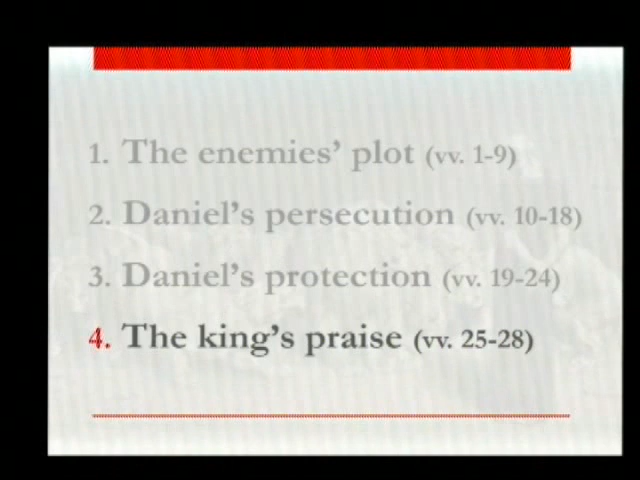 1. The enemies’ plot (vv. 1-9)
2. Daniel’s persecution (vv. 10-18)
3. Daniel’s protection (vv. 19-24)
4. The king’s praise (vv. 25-28)